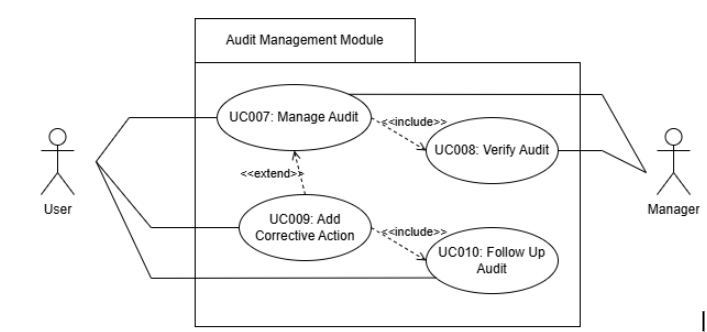 Audit Management Module
UC007: Manage Audit
<<include>>
UC008: Verify Audit
<<extend>>
User
Manager
UC009: Add
Corrective Action
<<include>>
UC010: Follow Up
Audit